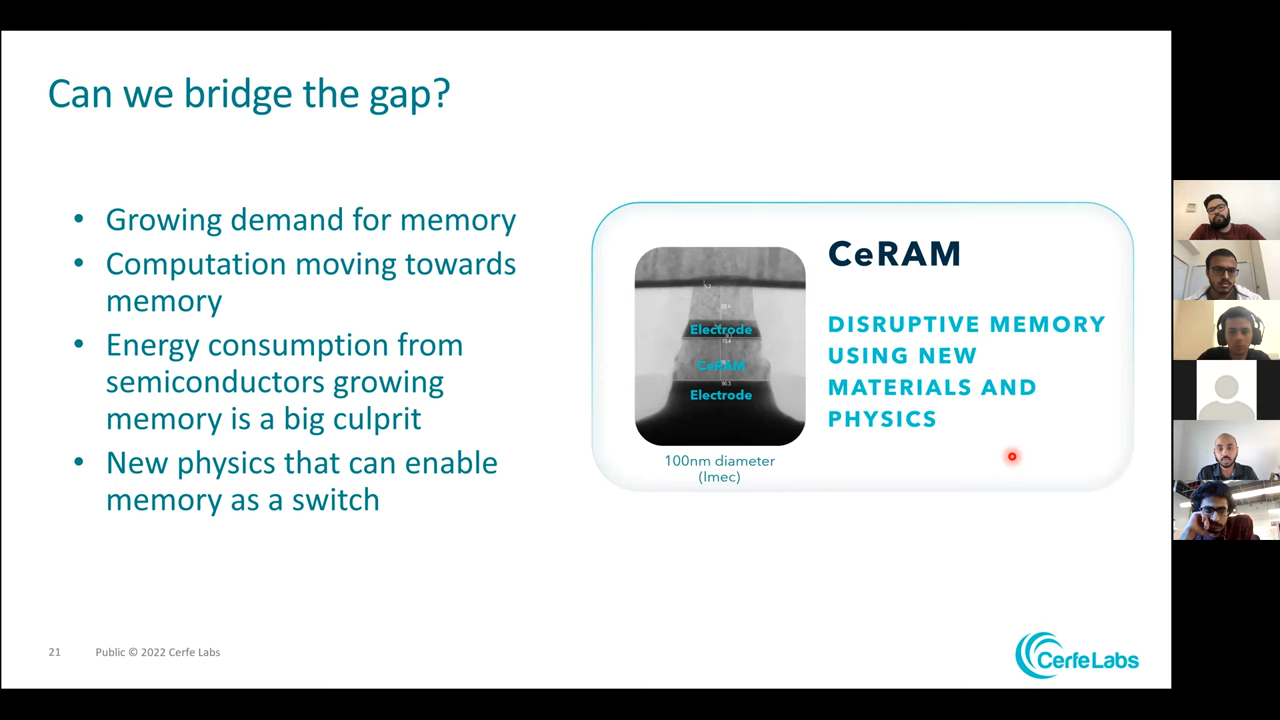 Can we bridge the gap?
• Growing demand for memory
• Computation moving towards
memory
• Energy consumption from
semiconductors growing
memory is a big culprit
• New physics that can enable
memory as a switch
Electrode
CeRAM
Electrode
90.3
100nm diameter
(Imec)
CeRAM
DISRUPTIVE MEMORY
USING NEW
MATERIALS AND
PHYSICS
21 Public © 2022 Cerfe Labs
CerfeLabs